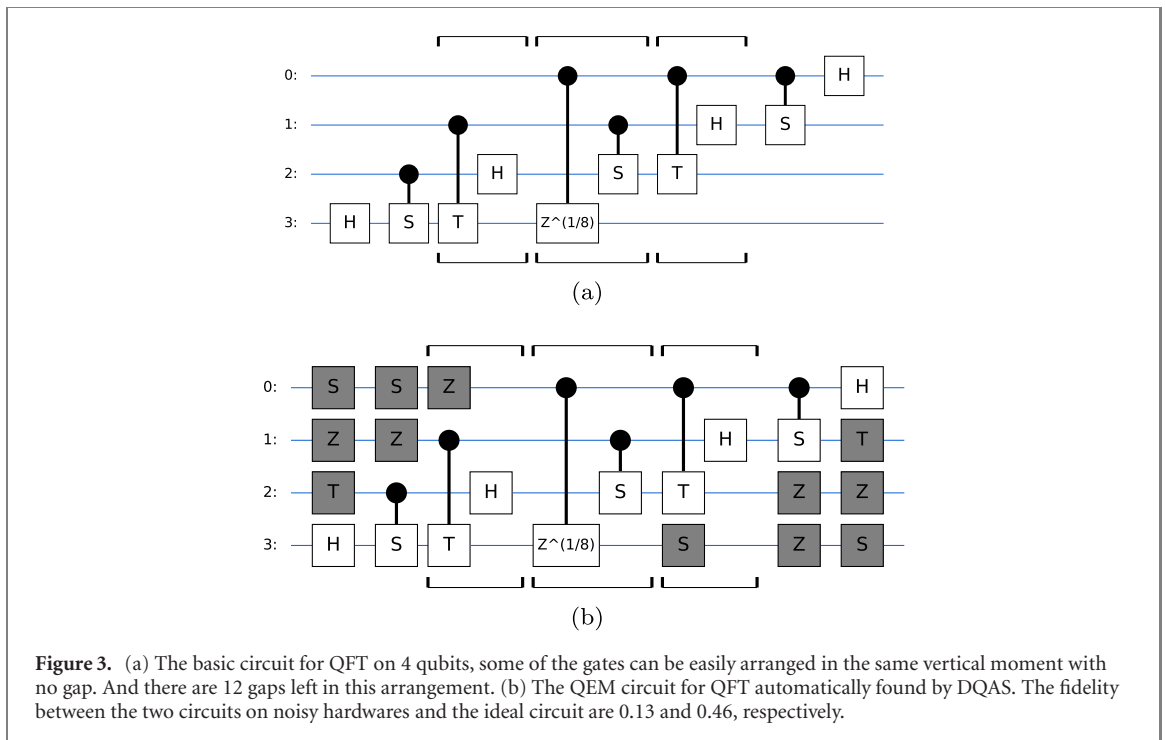 0: H
1: H S
2: H S T
3: H S T Z^(1/8)
(a)
0: S S Z H
1: Z Z H S T
2: T H S T Z Z
3: H S T Z^(1/8) S Z S
(b)
Figure 3. (a) The basic circuit for QFT on 4 qubits, some of the gates can be easily arranged in the same vertical moment with
no gap. And there are 12 gaps left in this arrangement. (b) The QEM circuit for QFT automatically found by DQAS. The fidelity
between the two circuits on noisy hardwares and the ideal circuit are 0.13 and 0.46, respectively.